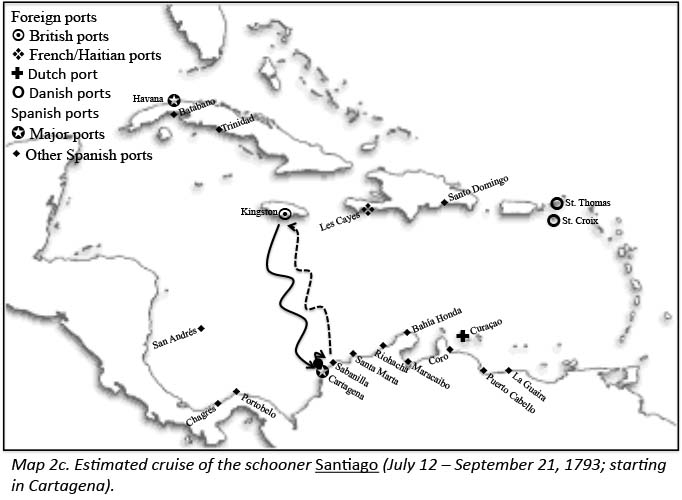 Foreign ports
British ports
French/Haitian ports
Dutch port
Danish ports
Spanish ports
Major ports
Other Spanish ports
Havana
Batabano
Trinidad
Kingston
Les Cayes
Santo Domingo
St. Thomas
St. Croix
San Andrés
Bahía Honda
Curaçao
Riohacha
Coro
Santa Marta
Maracaibo
Sabanilla
Cartagena
Puerto Cabello
La Guaira
Portobelo
Chagres
Map 2c. Estimated cruise of the schooner Santiago (July 12 – September 21, 1793; starting
in Cartagena).